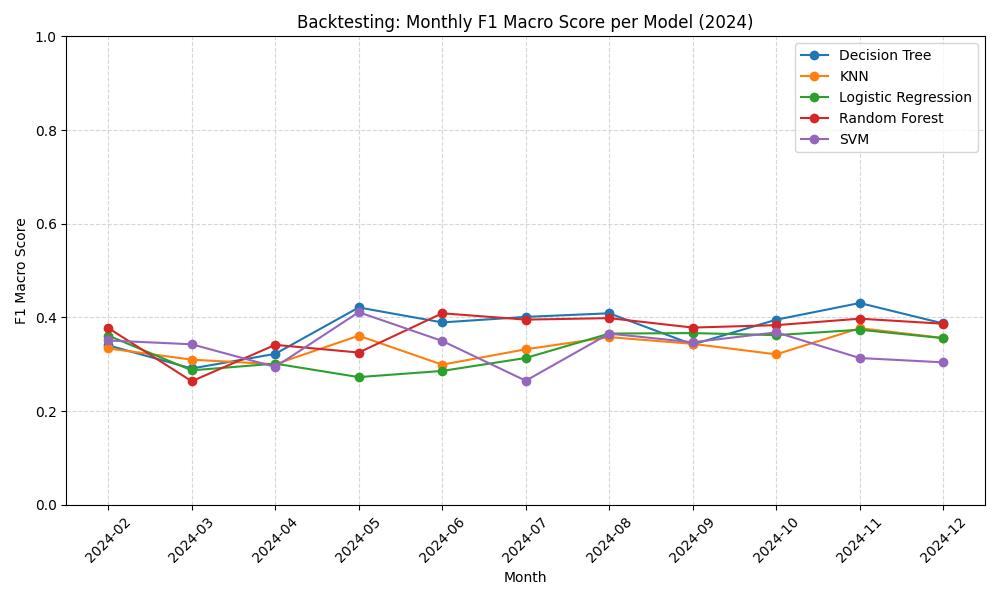 Backtesting: Monthly F1 Macro Score per Model (2024)
1.0
0.8
0.6
0.4
0.2
0.0
F1 Macro Score
Decision Tree
KNN
Logistic Regression
Random Forest
SVM
2024-02
2024-03
2024-04
2024-05
2024-06
2024-07
2024-08
2024-09
2024-10
2024-11
2024-12
Month